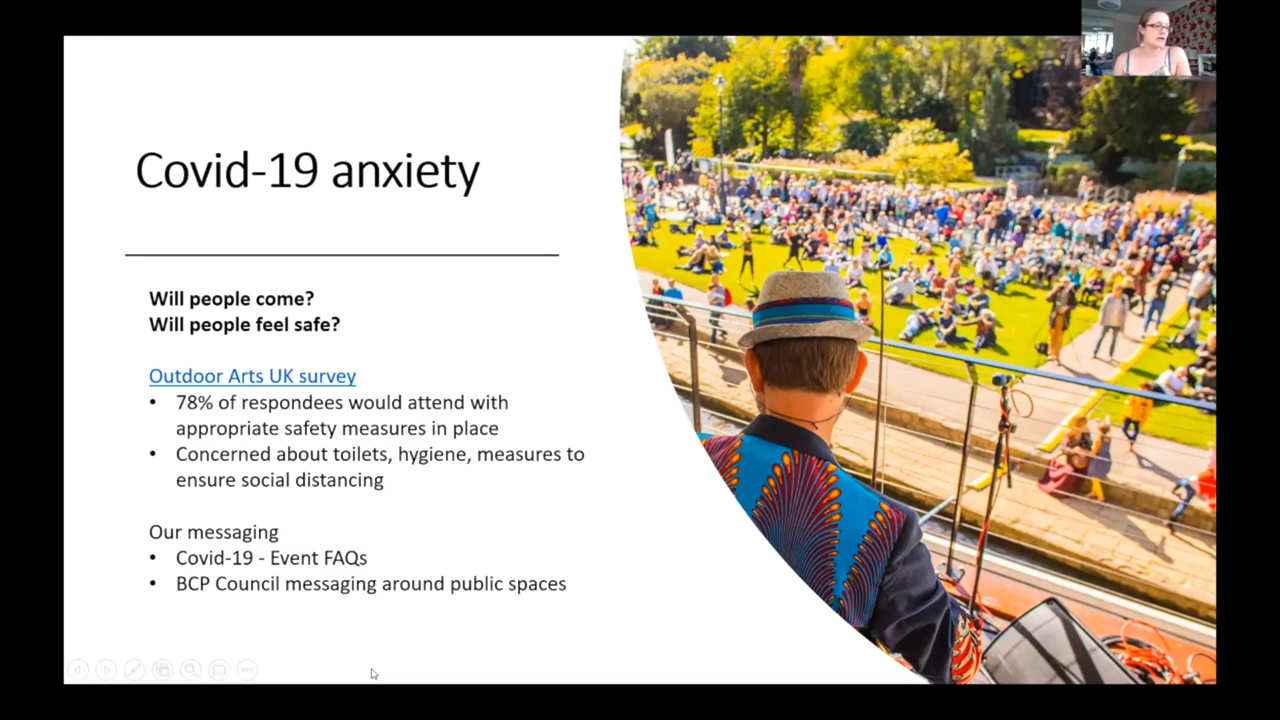 Covid-19 anxiety
Will people come?
Will people feel safe?
Outdoor Arts UK survey
• 78% of respondees would attend with
appropriate safety measures in place
• Concerned about toilets, hygiene, measures to
ensure social distancing
Our messaging
• Covid-19 - Event FAQs
• BCP Council messaging around public spaces